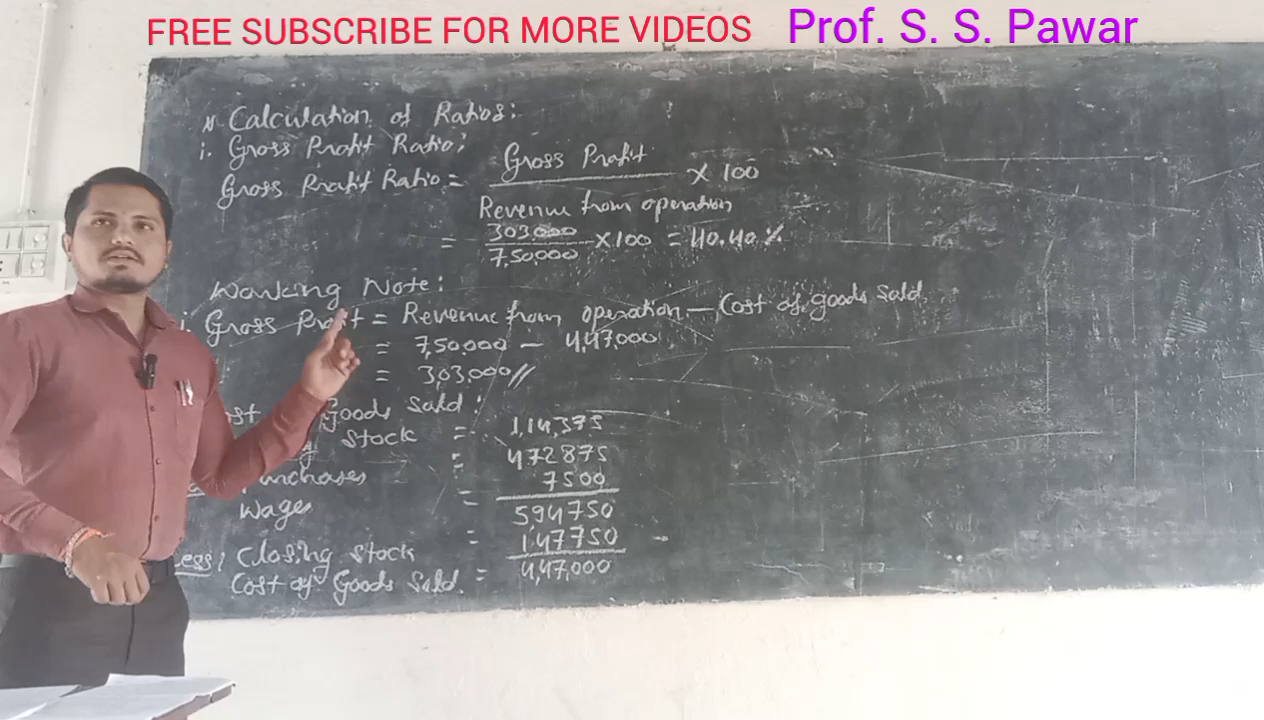 FREE SUBSCRIBE FOR MORE VIDEOS Prof. S. S. Pawar
Calculation of Ratios:
i. Gross Profit Ratio:
Gross Profit Ratio = Gross Profit × 100
Revenue from operation
= 303000 × 100 = 40.40 %
7,50,000
Working Note:
i. Gross Profit = Revenue from operation – Cost of goods sold
= 7,50,000 – 4,47,000
= 3,03,000 //
Goods Sold :
Stock = 1,14,375
Purchases = 472875
Wages = 7500
594750
Less: Closing Stock = 147750 –
Cost of Goods Sold = 4,47,000